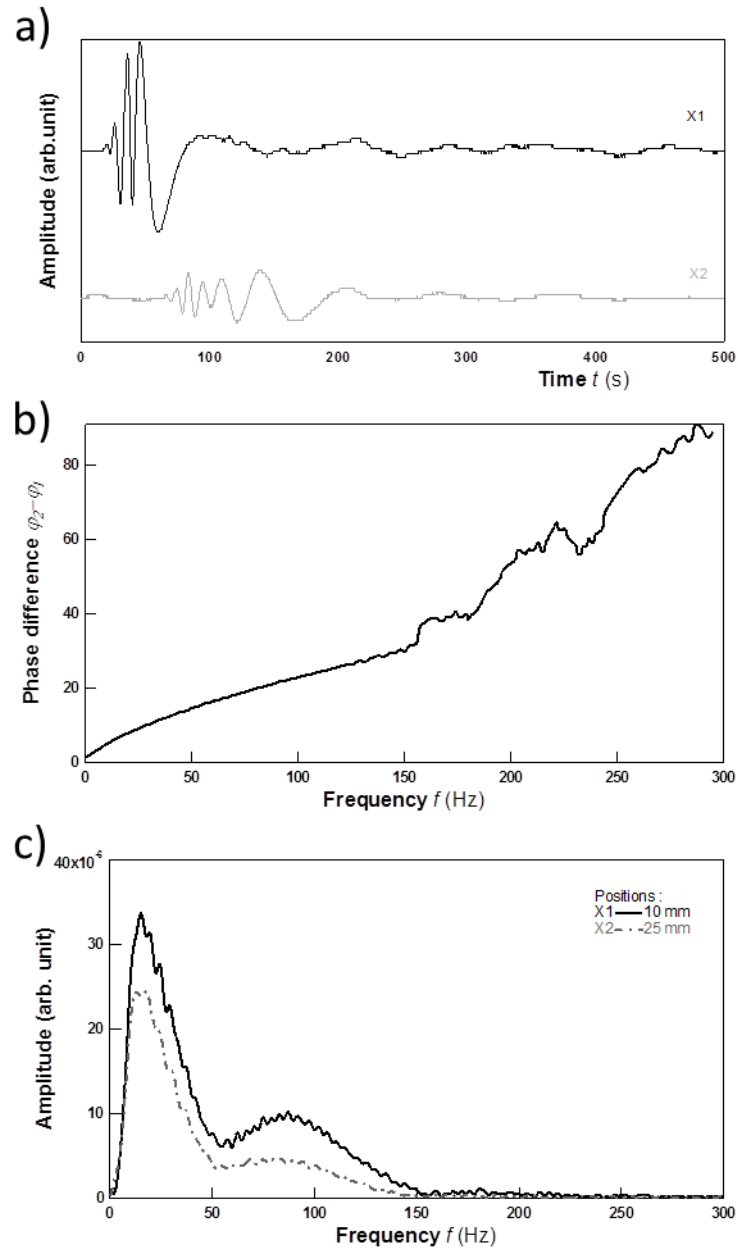 a)
Amplitude (arb.unit)
X1
X2
0 100 200 300 400 500
Time t (s)
b)
Phase difference φ2–φ1
80
60
40
20
0
0 50 100 150 200 250 300
Frequency f (Hz)
c)
40x10-6
Amplitude (arb. unit)
30
20
10
0
Positions :
X1 10 mm
X2 25 mm
0 50 100 150 200 250 300
Frequency f (Hz)